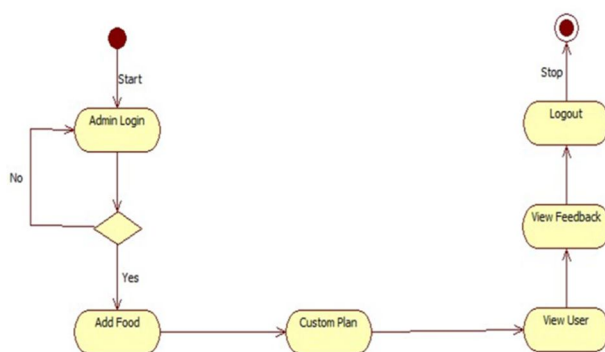 Start
Admin Login
No
Yes
Add Food
Custom Plan
View User
View Feedback
Logout
Stop